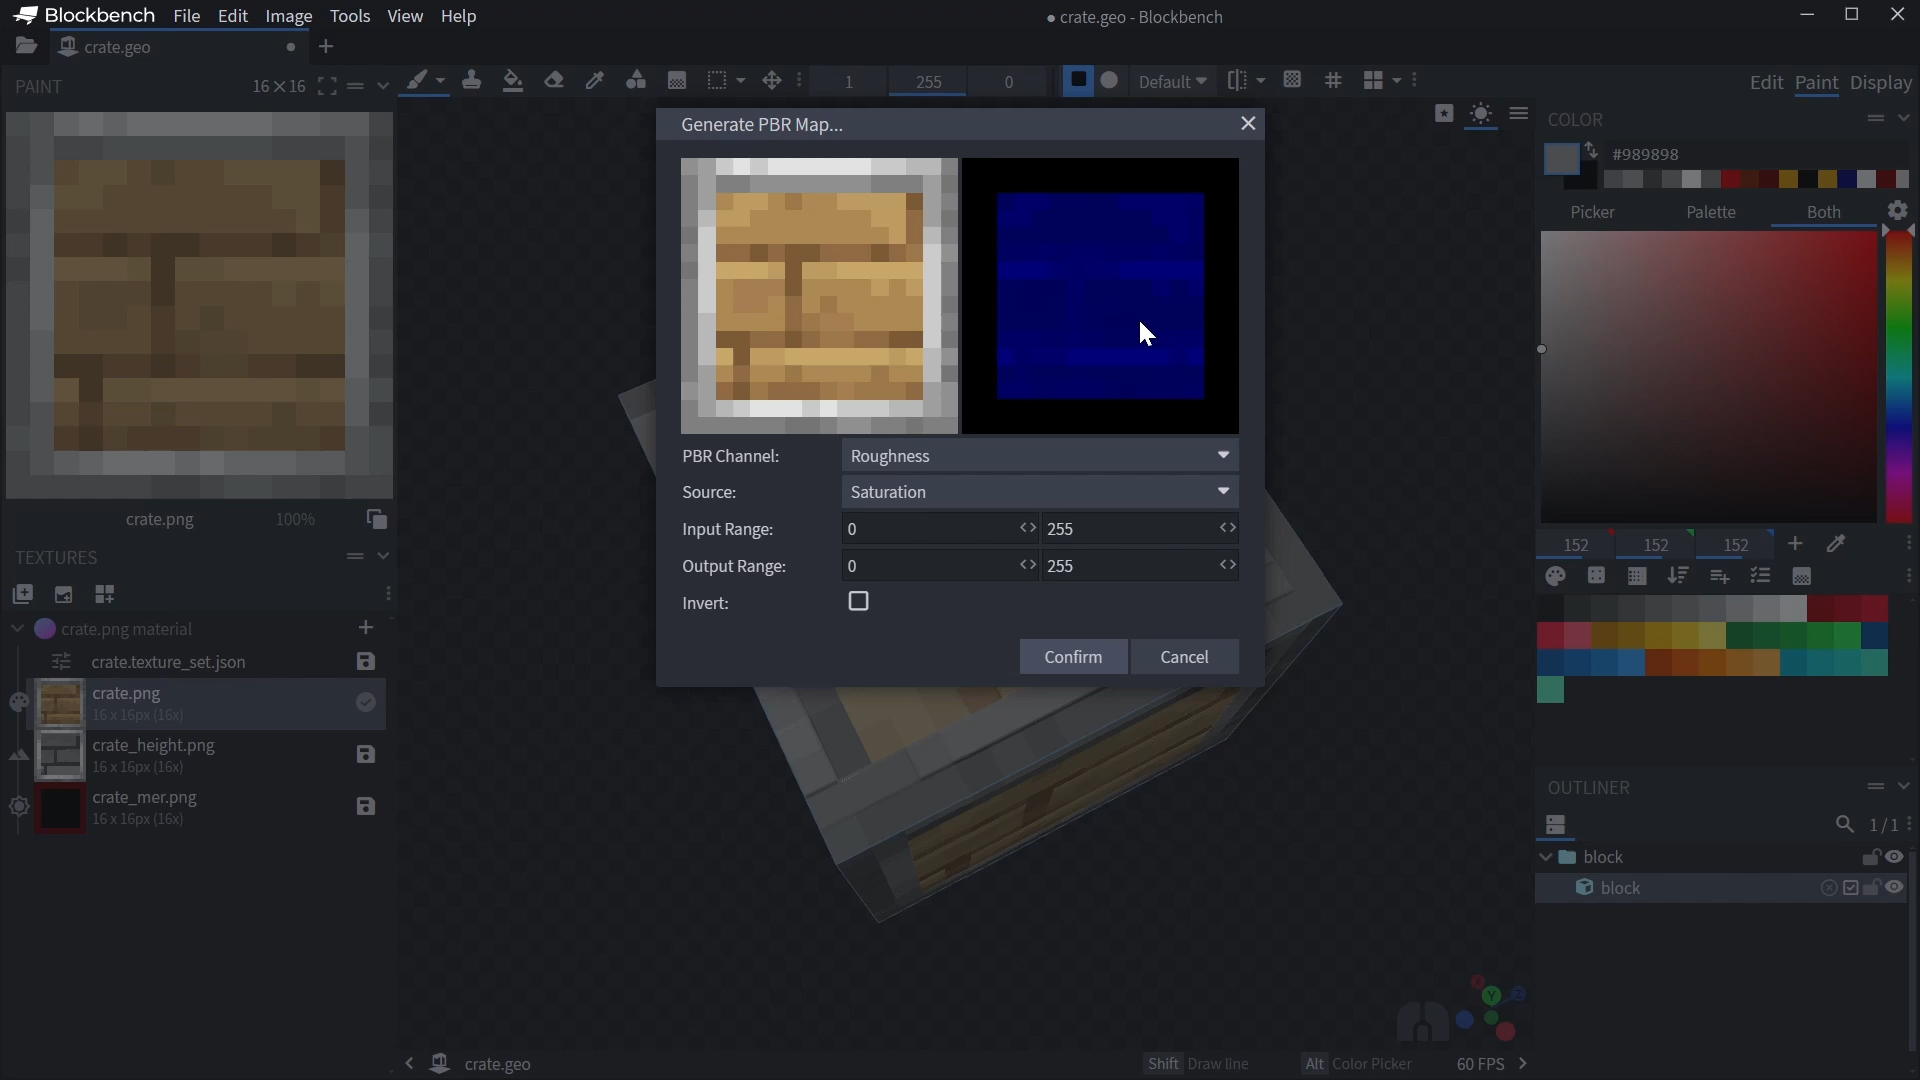 Blockbench File Edit Image Tools View Help
● crate.geo - Blockbench
crate.geo
PAINT 16×16
1 255 0 Default
Edit Paint Display
Generate PBR Map...
PBR Channel: Roughness
Source: Saturation
Input Range: 0 255
Output Range: 0 255
Invert:
Confirm Cancel
crate.png 100%
TEXTURES
crate.png material
crate.texture_set.json
crate.png
16 x 16px (16x)
crate_height.png
16 x 16px (16x)
crate_mer.png
16 x 16px (16x)
COLOR
#989898
Picker Palette Both
152 152 152
OUTLINER
1/1
block
block
X Y Z
crate.geo
Shift Draw line Alt Color Picker 60 FPS